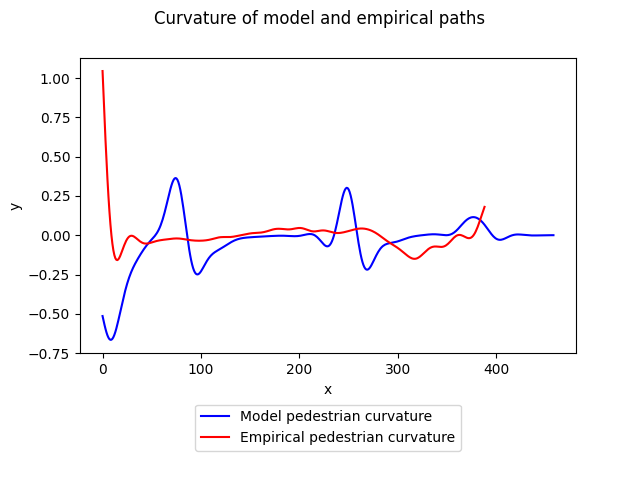 Curvature of model and empirical paths
1.00
0.75
0.50
0.25
0.00
−0.25
−0.50
−0.75
y
0 100 200 300 400
x
Model pedestrian curvature
Empirical pedestrian curvature